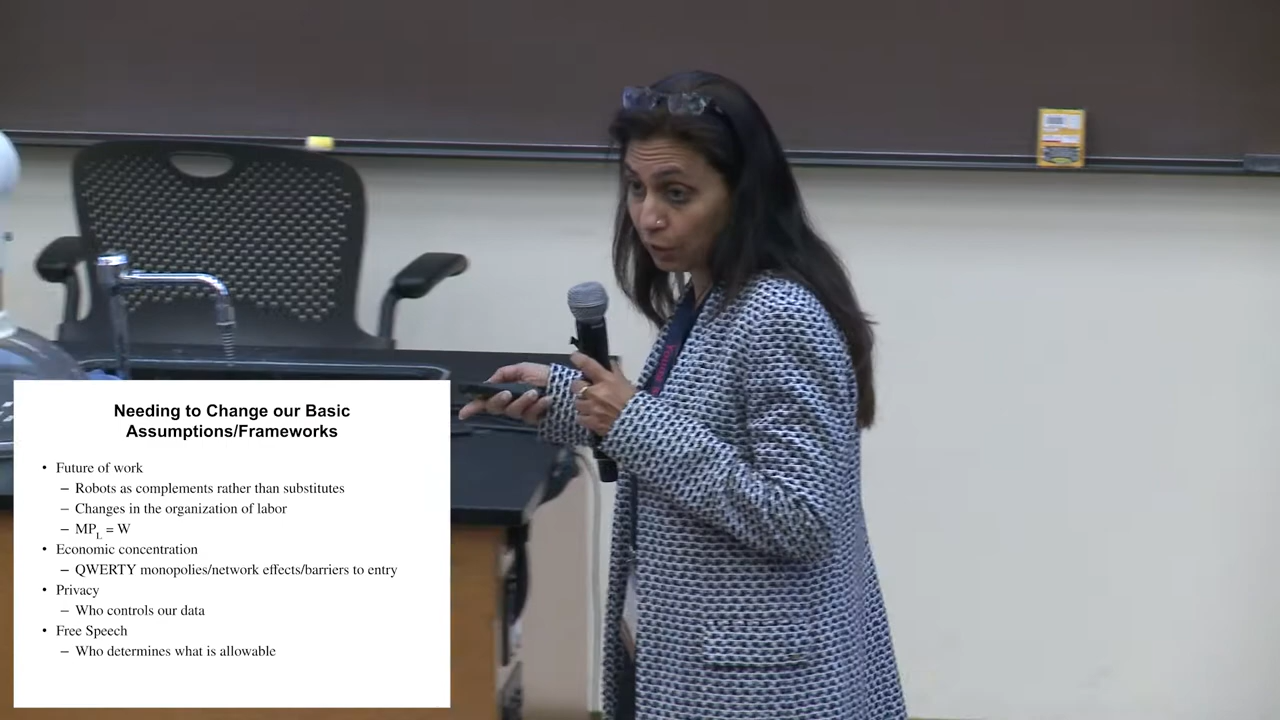 Needing to Change our Basic
Assumptions/Frameworks
• Future of work
– Robots as complements rather than substitutes
– Changes in the organization of labor
– MP_L = W
• Economic concentration
– QWERTY monopolies/network effects/barriers to entry
• Privacy
– Who controls our data
• Free Speech
– Who determines what is allowable